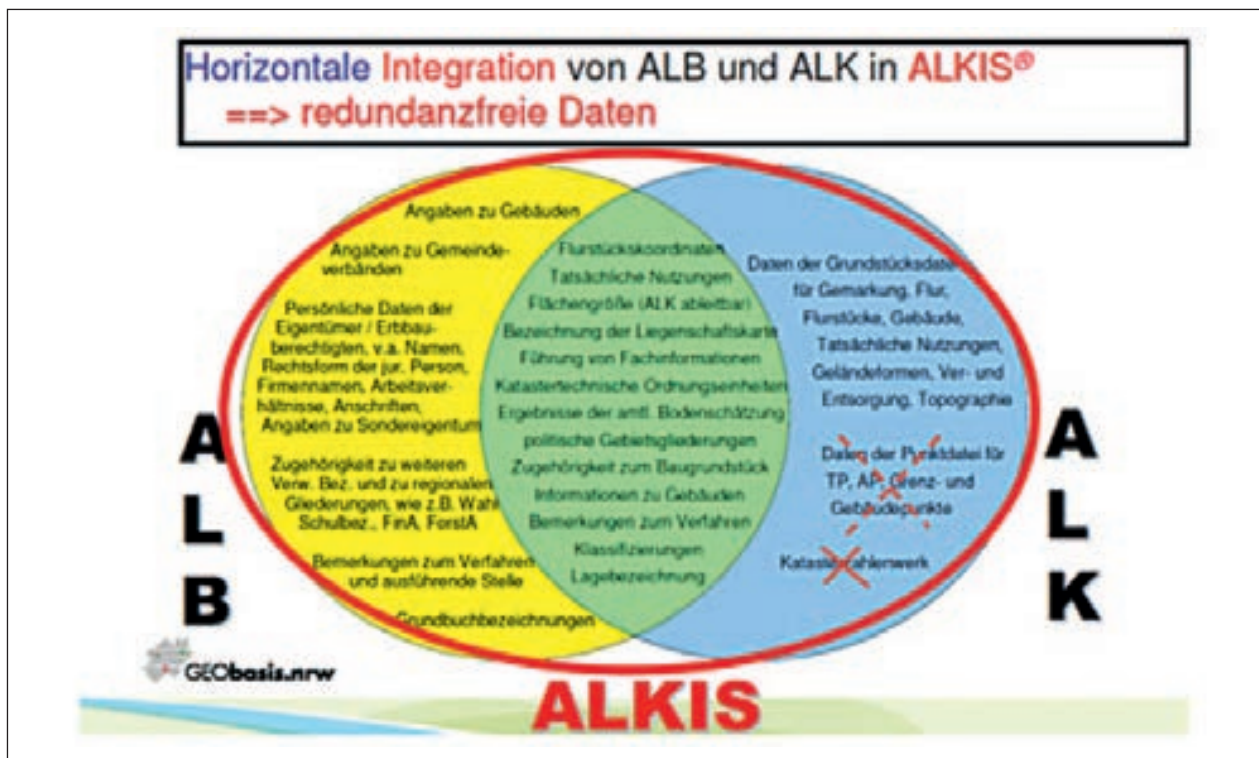 Horizontale Integration von ALB und ALK in ALKIS®
==> redundanzfreie Daten
Angaben zu Gebäuden
Angaben zu Gemeinde-
verbänden
Persönliche Daten der
Eigentümer / Erbbau-
berechtigten, v.a. Namen,
Rechtsform der jur. Person,
Firmennamen, Arbeitsver-
hältnisse, Anschriften,
Angaben zu Sondereigentum
Zugehörigkeit zu weiteren
Verw. Bez. und zu regionalen
Gliederungen, wie z.B. Wahl
Schulbez., FinA, ForstA
Bemerkungen zum Verfahren
und ausführende Stelle
Grundbuchbezeichnungen
Flurstückskoordinaten
Tatsächliche Nutzungen
Flächengröße (ALK ableitbar)
Bezeichnung der Liegenschaftskarte
Führung von Fachinformationen
Katastertechnische Ordnungseinheiten
Ergebnisse der amtl. Bodenschätzung
politische Gebietsgliederungen
Zugehörigkeit zum Baugrundstück
Informationen zu Gebäuden
Bemerkungen zum Verfahren
Klassifizierungen
Lagebezeichnung
Daten der Grundstücksdatei
für Gemarkung, Flur,
Flurstücke, Gebäude,
Tatsächliche Nutzungen,
Geländeformen, Ver- und
Entsorgung, Topographie
Daten der Punktdatei für
TP, AP, Grenz- und
Gebäudepunkte
Katasterzahlenwerk
A
L
B
A
L
K
GEObasis.nrw
ALKIS